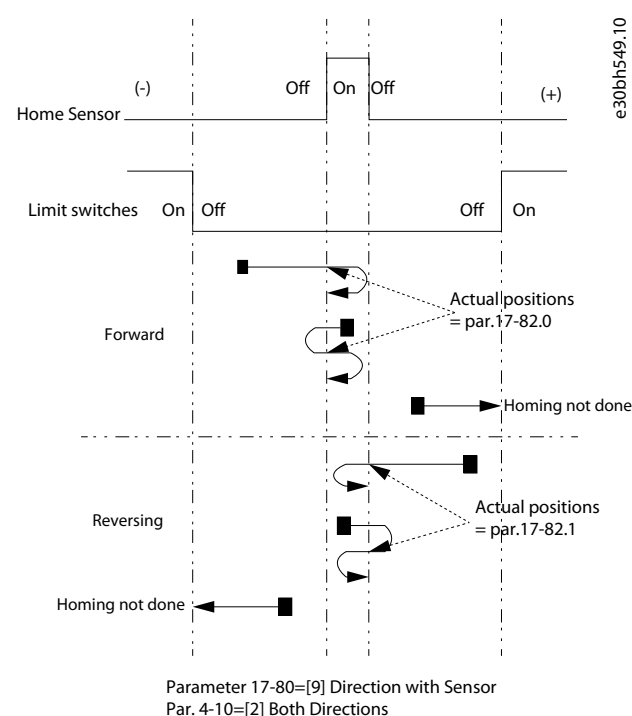 e30bh549.10
(-) Off On Off (+)
Home Sensor
Limit switches On Off Off On
Actual positions
= par.17-82.0
Forward
Homing not done
Actual positions
= par.17-82.1
Reversing
Homing not done
Parameter 17-80=[9] Direction with Sensor
Par. 4-10=[2] Both Directions